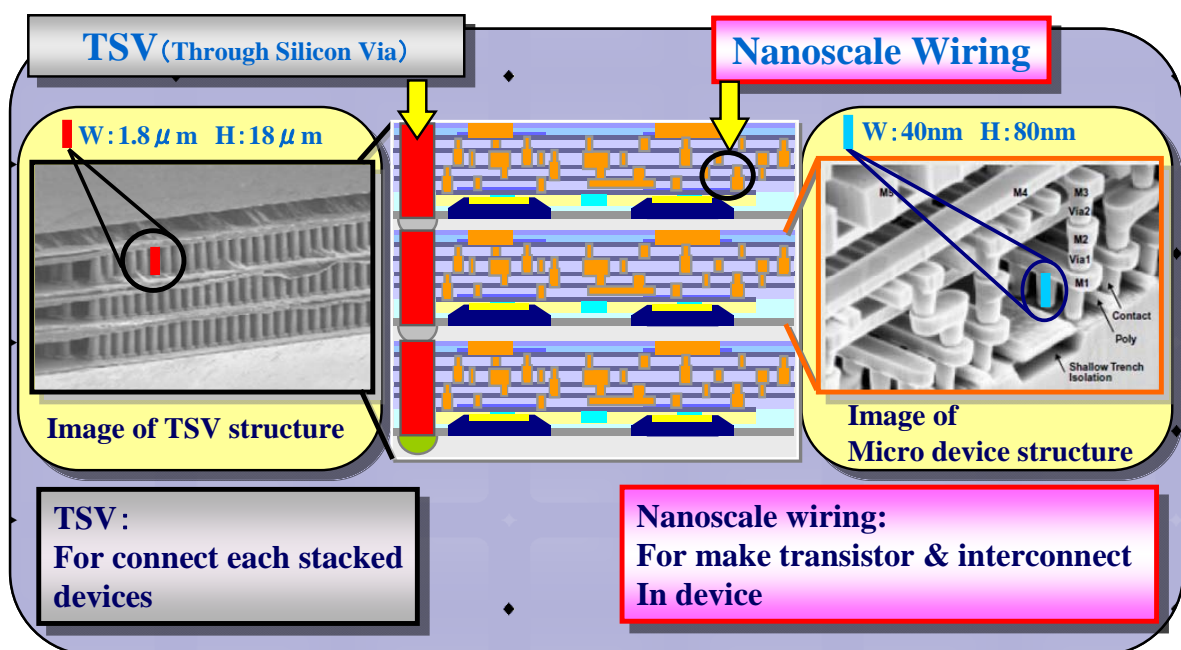 TSV（Through Silicon Via）
Nanoscale Wiring
W：1.8μm H：18μm
W：40nm H：80nm
M5
M4
M3
Via2
M2
Via1
M1
Contact
Poly
Shallow Trench
Isolation
Image of TSV structure
Image of
Micro device structure
TSV：
For connect each stacked
devices
Nanoscale wiring:
For make transistor & interconnect
In device